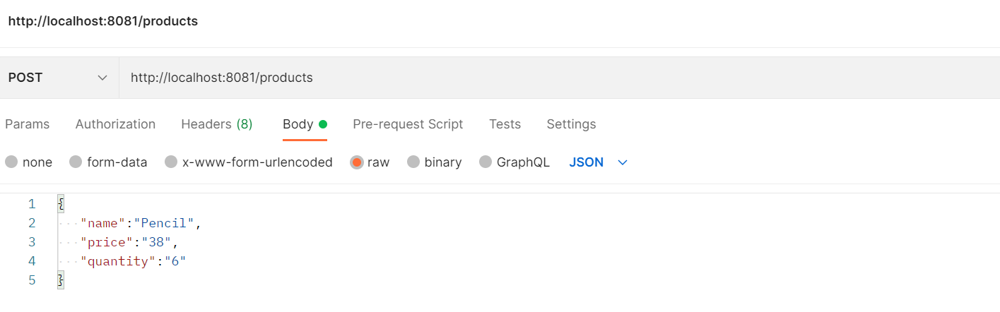 http://localhost:8081/products
POST http://localhost:8081/products
Params Authorization Headers (8) Body Pre-request Script Tests Settings
none form-data x-www-form-urlencoded raw binary GraphQL JSON
1 {
2 "name":"Pencil",
3 "price":"38",
4 "quantity":"6"
5 }